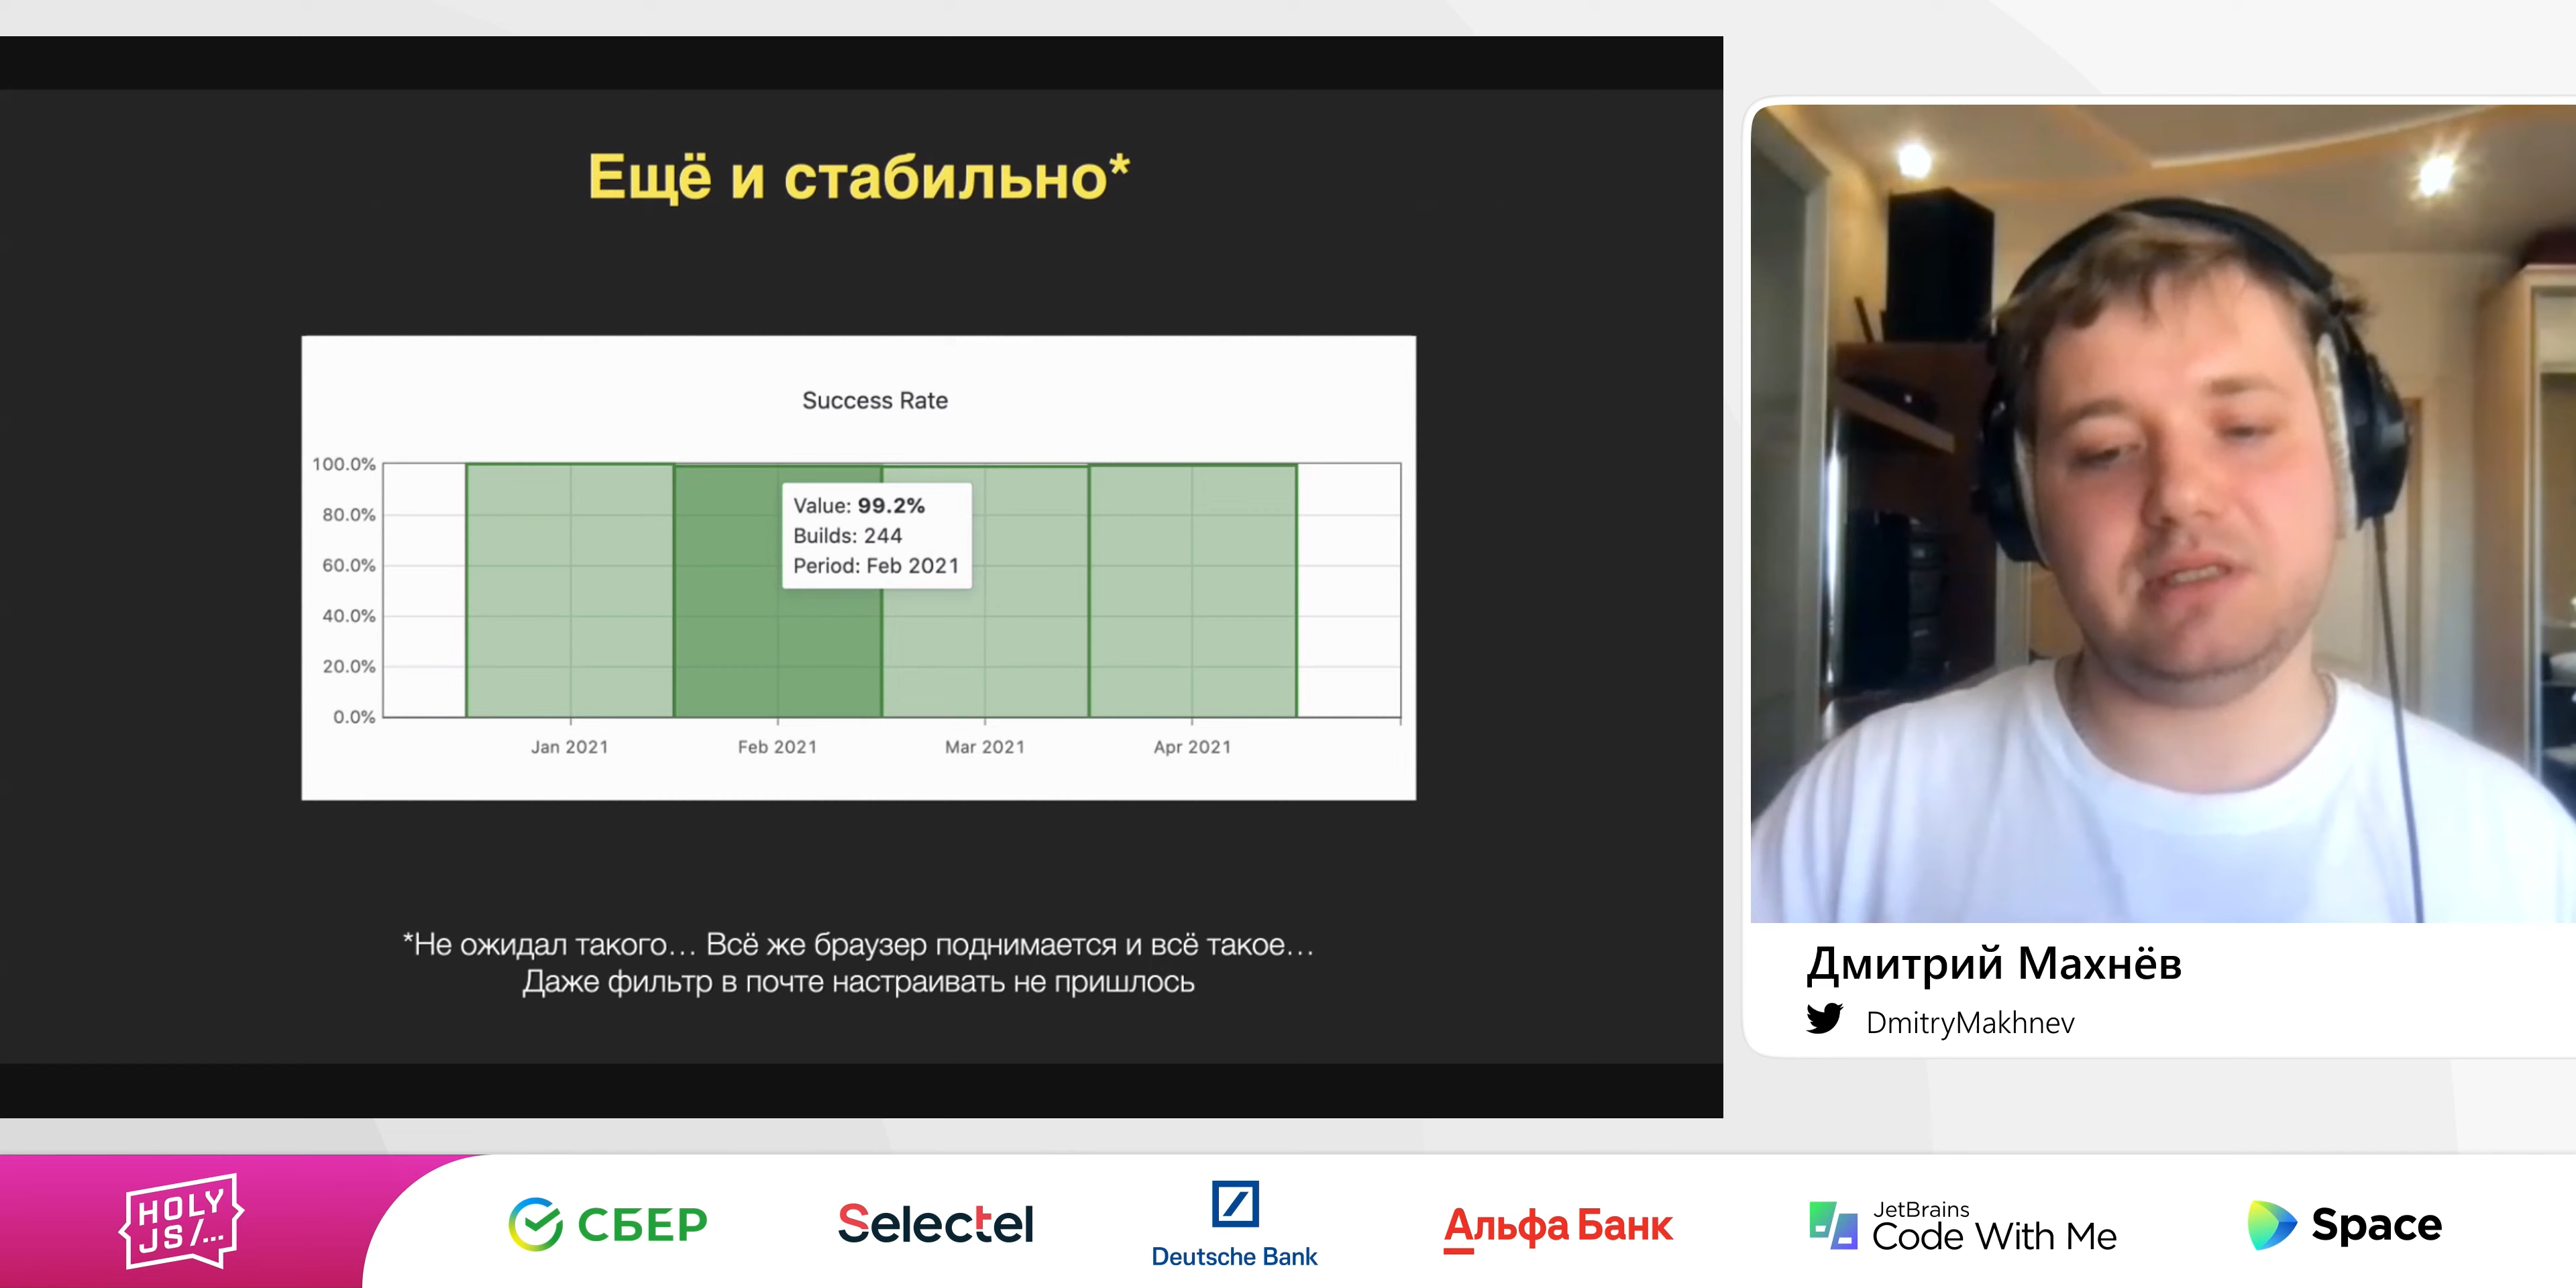 Ещё и стабильно*
Success Rate
100.0%
80.0%
60.0%
40.0%
20.0%
0.0%
Value: 99.2%
Builds: 244
Period: Feb 2021
Jan 2021
Feb 2021
Mar 2021
Apr 2021
*Не ожидал такого… Всё же браузер поднимается и всё такое…
Даже фильтр в почте настраивать не пришлось
Дмитрий Махнёв
DmitryMakhnev
HOLY
JS/...
СБЕР
Selectel
Deutsche Bank
Альфа Банк
JetBrains
Code With Me
Space